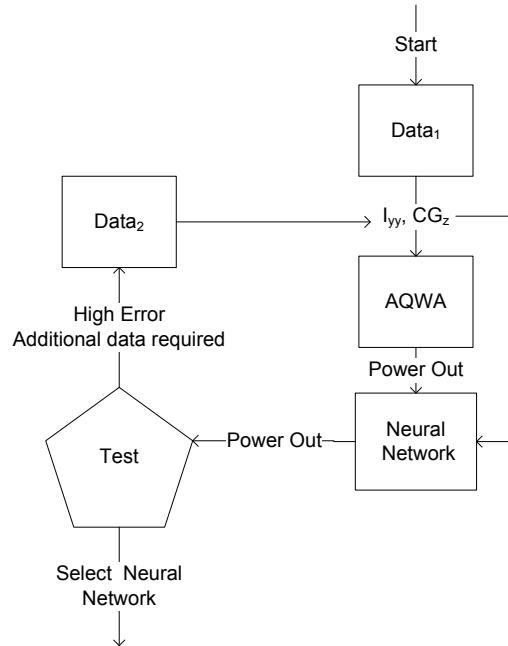 Start
Data₁
Data₂
I_yy, CG_z
AQWA
High Error
Additional data required
Power Out
Neural
Network
Power Out
Test
Select Neural
Network